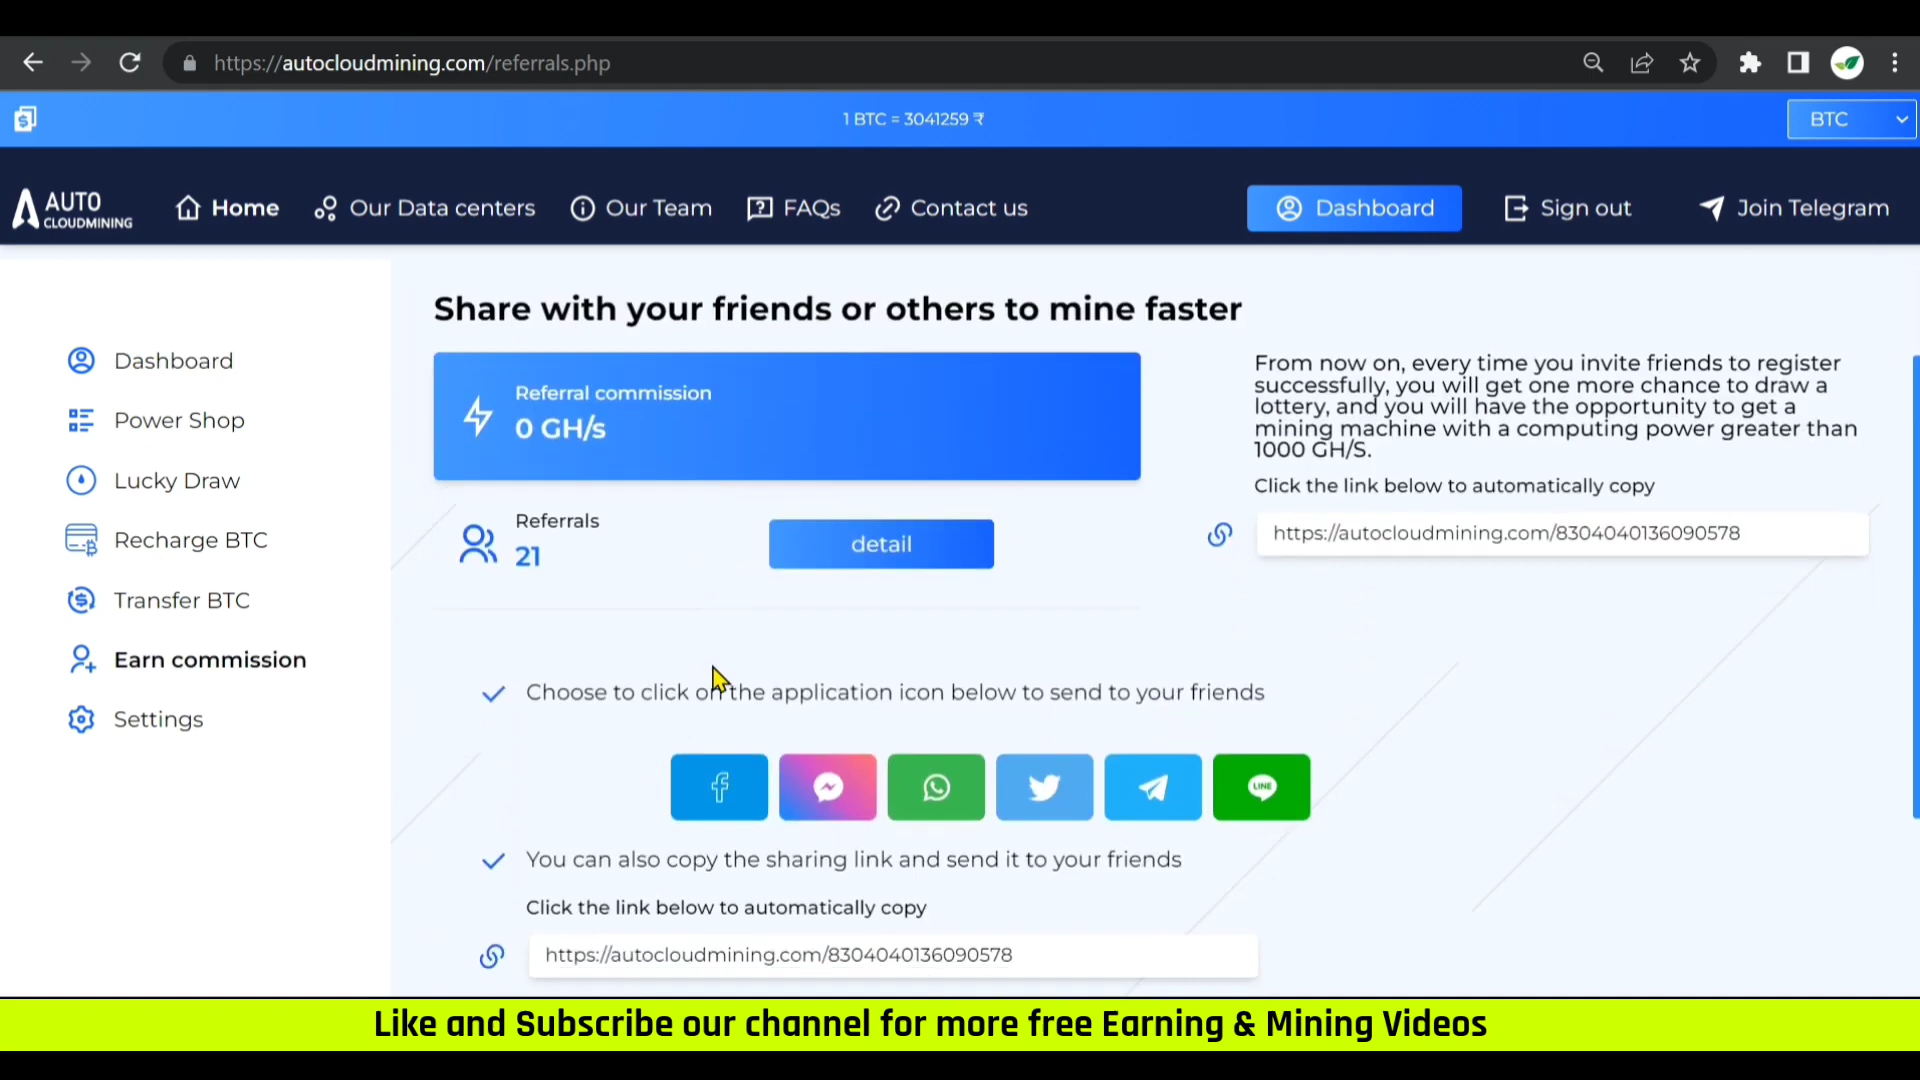 https://autocloudmining.com/referrals.php
1 BTC = 3041259 ₹
BTC
AUTO
CLOUDMINING
Home
Our Data centers
Our Team
FAQs
Contact us
Dashboard
Sign out
Join Telegram
Dashboard
Power Shop
Lucky Draw
Recharge BTC
Transfer BTC
Earn commission
Settings
Share with your friends or others to mine faster
Referral commission
0 GH/s
Referrals
21
detail
From now on, every time you invite friends to register
successfully, you will get one more chance to draw a
lottery, and you will have the opportunity to get a
mining machine with a computing power greater than
1000 GH/S.
Click the link below to automatically copy
https://autocloudmining.com/8304040136090578
Choose to click on the application icon below to send to your friends
LINE
You can also copy the sharing link and send it to your friends
Click the link below to automatically copy
https://autocloudmining.com/8304040136090578
Like and Subscribe our channel for more free Earning & Mining Videos